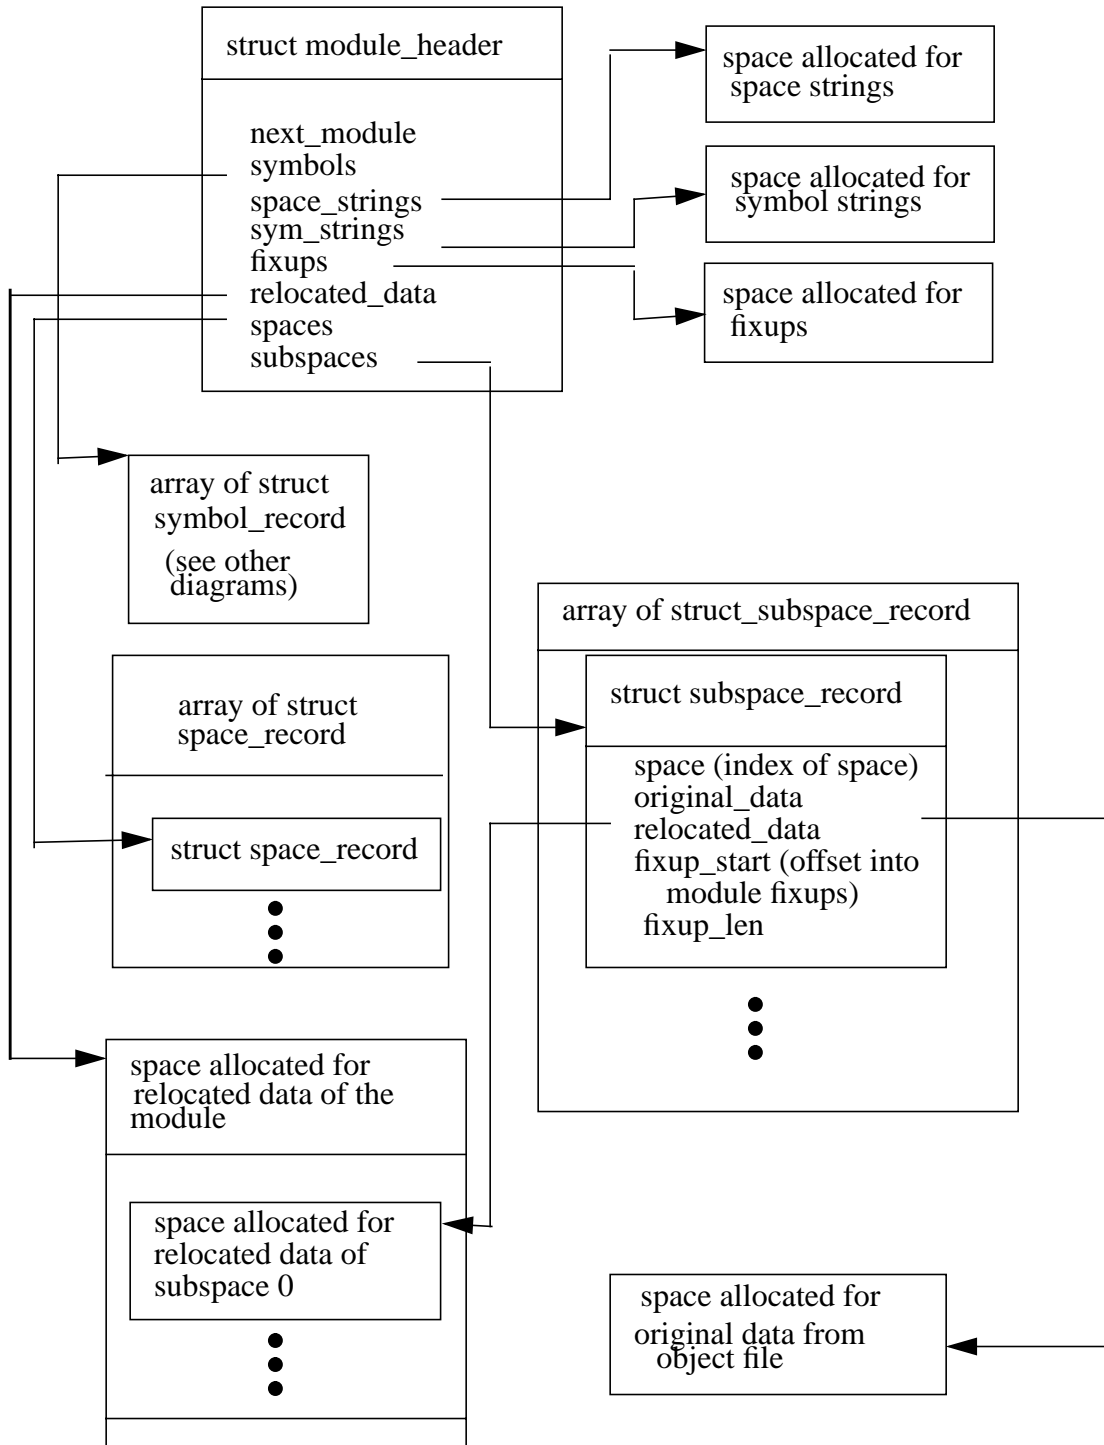 struct module_header
next_module
symbols
space_strings
sym_strings
fixups
relocated_data
spaces
subspaces
space allocated for
space strings
space allocated for
symbol strings
space allocated for
fixups
array of struct
symbol_record
(see other
diagrams)
array of struct
space_record
struct space_record
array of struct_subspace_record
struct subspace_record
space (index of space)
original_data
relocated_data
fixup_start (offset into
module fixups)
fixup_len
space allocated for
relocated data of the
module
space allocated for
relocated data of
subspace 0
space allocated for
original data from
object file